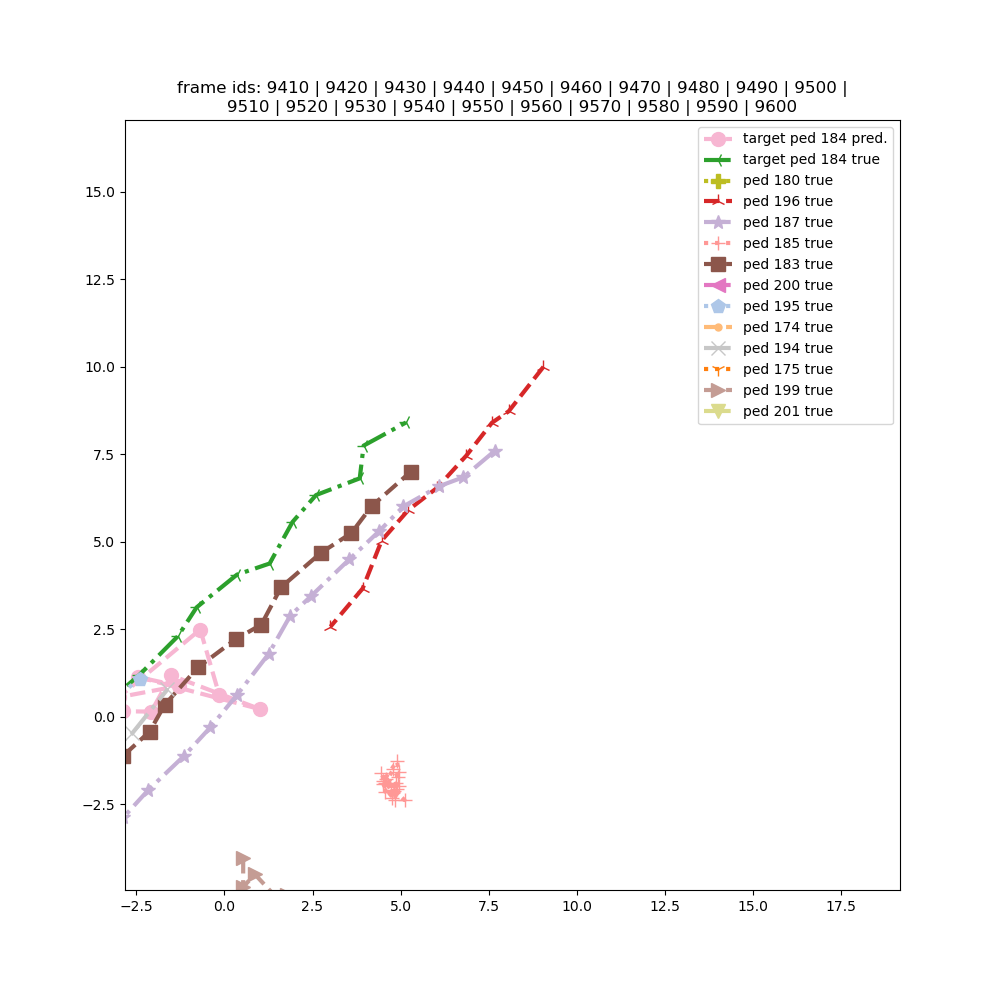 frame ids: 9410 | 9420 | 9430 | 9440 | 9450 | 9460 | 9470 | 9480 | 9490 | 9500 |
9510 | 9520 | 9530 | 9540 | 9550 | 9560 | 9570 | 9580 | 9590 | 9600
target ped 184 pred.
target ped 184 true
ped 180 true
ped 196 true
ped 187 true
ped 185 true
ped 183 true
ped 200 true
ped 195 true
ped 174 true
ped 194 true
ped 175 true
ped 199 true
ped 201 true
15.0
12.5
10.0
7.5
5.0
2.5
0.0
−2.5
−2.5 0.0 2.5 5.0 7.5 10.0 12.5 15.0 17.5